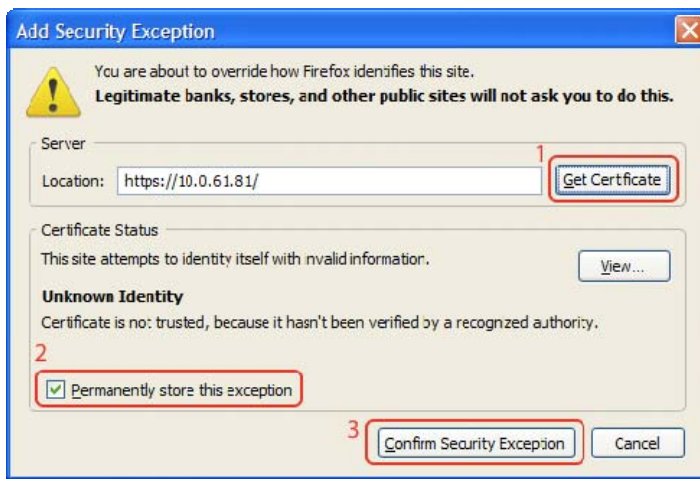 Add Security Exception
You are about to override how Firefox identifies this site.
Legitimate banks, stores, and other public sites will not ask you to do this.
Server
1
Location: https://10.0.61.81/ Get Certficate
Certificate Status
This site attempts to identity itself with invalid information.
View...
Unknown Identity
Certificate is not trusted, because it hasn't been verified by a recognized authority.
2
Permanently store this exception
3
Confirm Security Exception Cancel